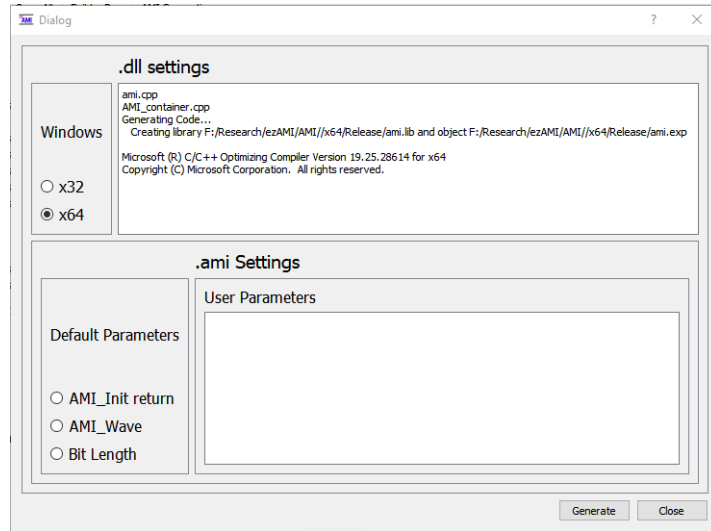 AMI Dialog ? ×
.dll settings
Windows
x32
x64
ami.cpp
AMI_container.cpp
Generating Code...
Creating library F:/Research/ezAMI/AMI//x64/Release/ami.lib and object F:/Research/ezAMI/AMI//x64/Release/ami.exp
Microsoft (R) C/C++ Optimizing Compiler Version 19.25.28614 for x64
Copyright (C) Microsoft Corporation. All rights reserved.
.ami Settings
Default Parameters
AMI_Init return
AMI_Wave
Bit Length
User Parameters
Generate Close